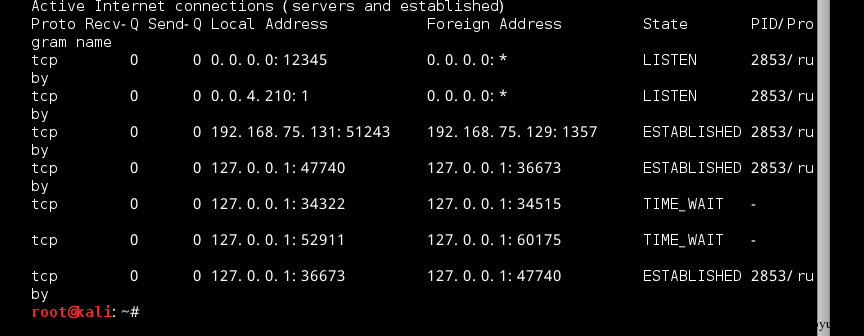 Active Internet connections (servers and established)
Proto Recv-Q Send-Q Local Address Foreign Address State PID/Pro
gram name
tcp 0 0 0.0.0.0:12345 0.0.0.0:* LISTEN 2853/ru
by
tcp 0 0 0.0.4.210:1 0.0.0.0:* LISTEN 2853/ru
by
tcp 0 0 192.168.75.131:51243 192.168.75.129:1357 ESTABLISHED 2853/ru
by
tcp 0 0 127.0.0.1:47740 127.0.0.1:36673 ESTABLISHED 2853/ru
by
tcp 0 0 127.0.0.1:34322 127.0.0.1:34515 TIME_WAIT -
tcp 0 0 127.0.0.1:52911 127.0.0.1:60175 TIME_WAIT -
tcp 0 0 127.0.0.1:36673 127.0.0.1:47740 ESTABLISHED 2853/ru
by
root@kali:~#